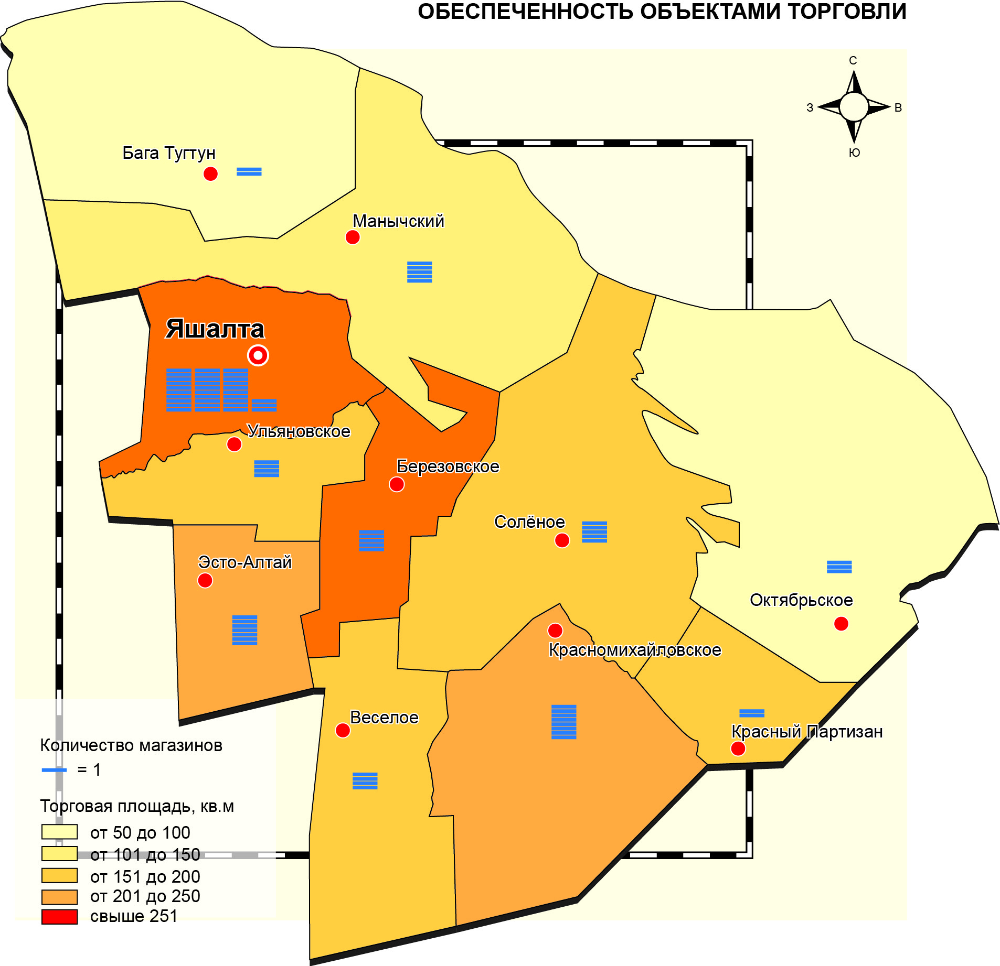 ОБЕСПЕЧЕННОСТЬ ОБЪЕКТАМИ ТОРГОВЛИ
С
З
В
Ю
Бага Тугтун
Манычский
Яшалта
Ульяновское
Березовское
Солёное
Эсто-Алтай
Октябрьское
Красномихайловское
Веселое
Красный Партизан
Количество магазинов
= 1
Торговая площадь, кв.м
от 50 до 100
от 101 до 150
от 151 до 200
от 201 до 250
свыше 251